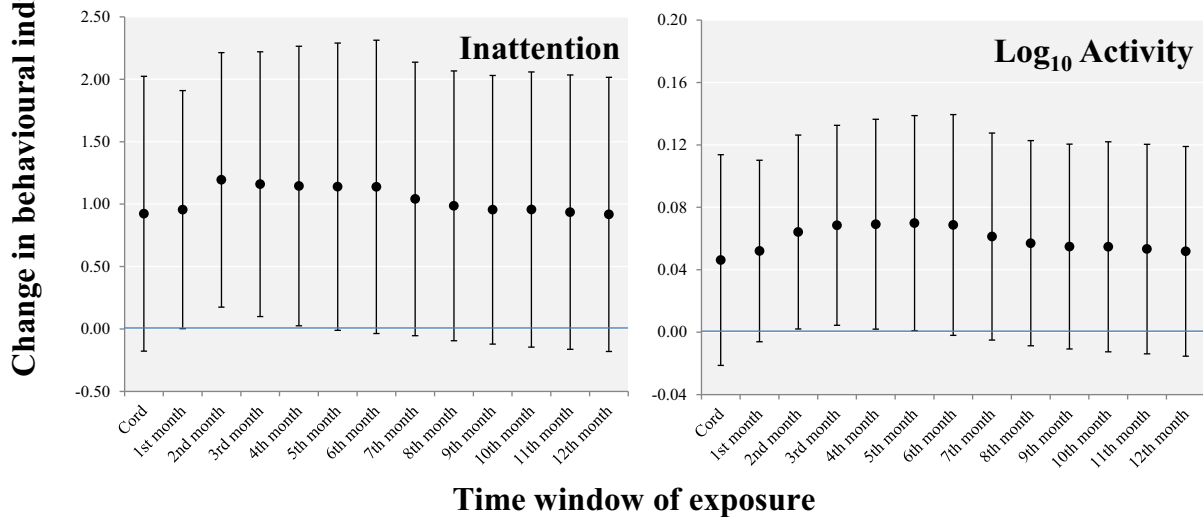 Change in behavioural ind
2.50
2.00
1.50
1.00
0.50
0.00
-0.50
Inattention
Cord
1st month
2nd month
3rd month
4th month
5th month
6th month
7th month
8th month
9th month
10th month
11th month
12th month
0.20
0.16
0.12
0.08
0.04
0.00
-0.04
Log₁₀ Activity
Cord
1st month
2nd month
3rd month
4th month
5th month
6th month
7th month
8th month
9th month
10th month
11th month
12th month
Time window of exposure